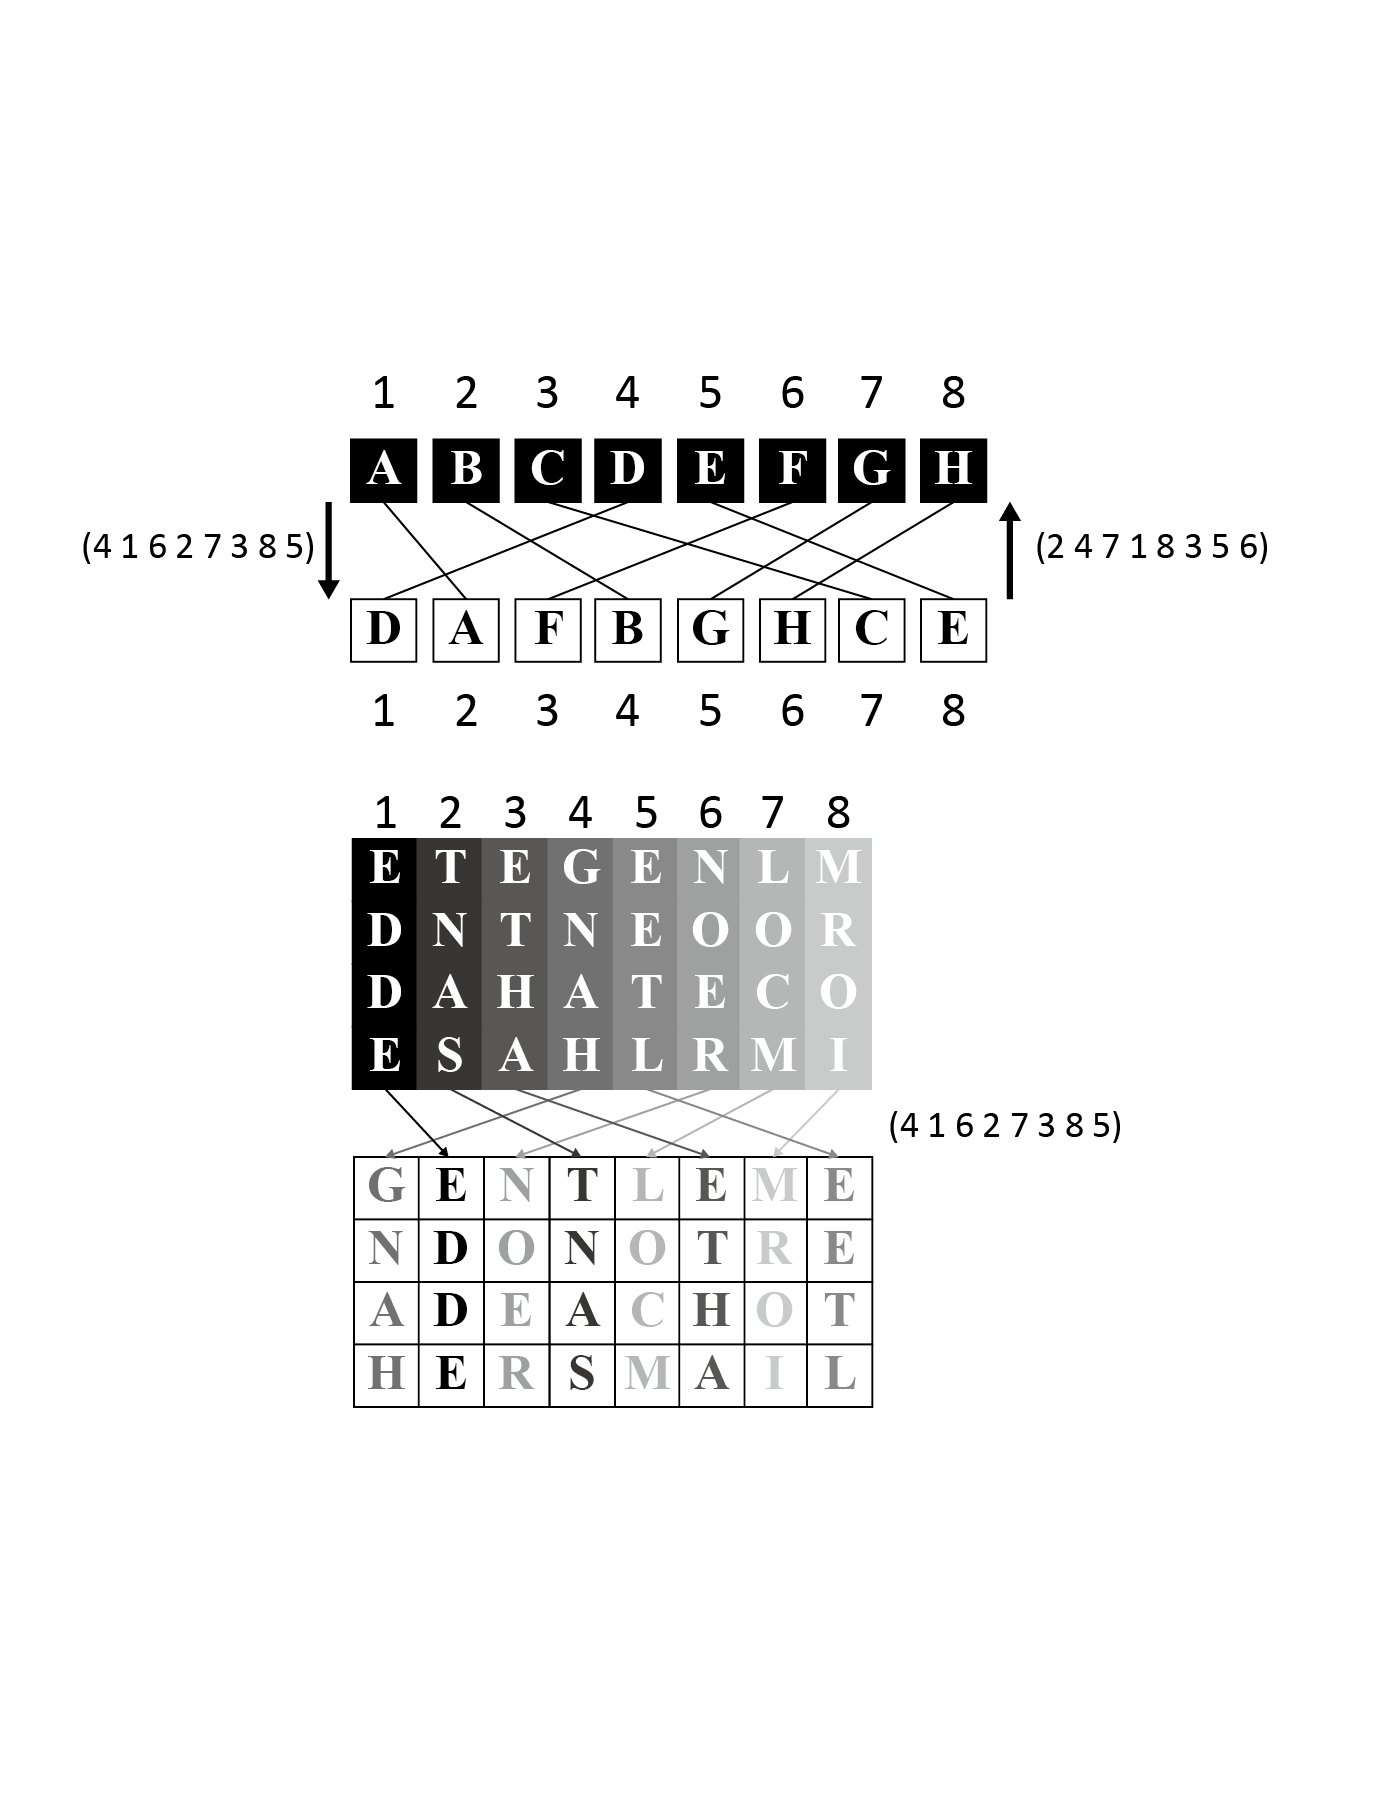 1 2 3 4 5 6 7 8
A B C D E F G H
(4 1 6 2 7 3 8 5)
(2 4 7 1 8 3 5 6)
D A F B G H C E
1 2 3 4 5 6 7 8
1 2 3 4 5 6 7 8
E T E G E N L M
D N T N E O O R
D A H A T E C O
E S A H L R M I
(4 1 6 2 7 3 8 5)
G E N T L E M E
N D O N O T R E
A D E A C H O T
H E R S M A I L